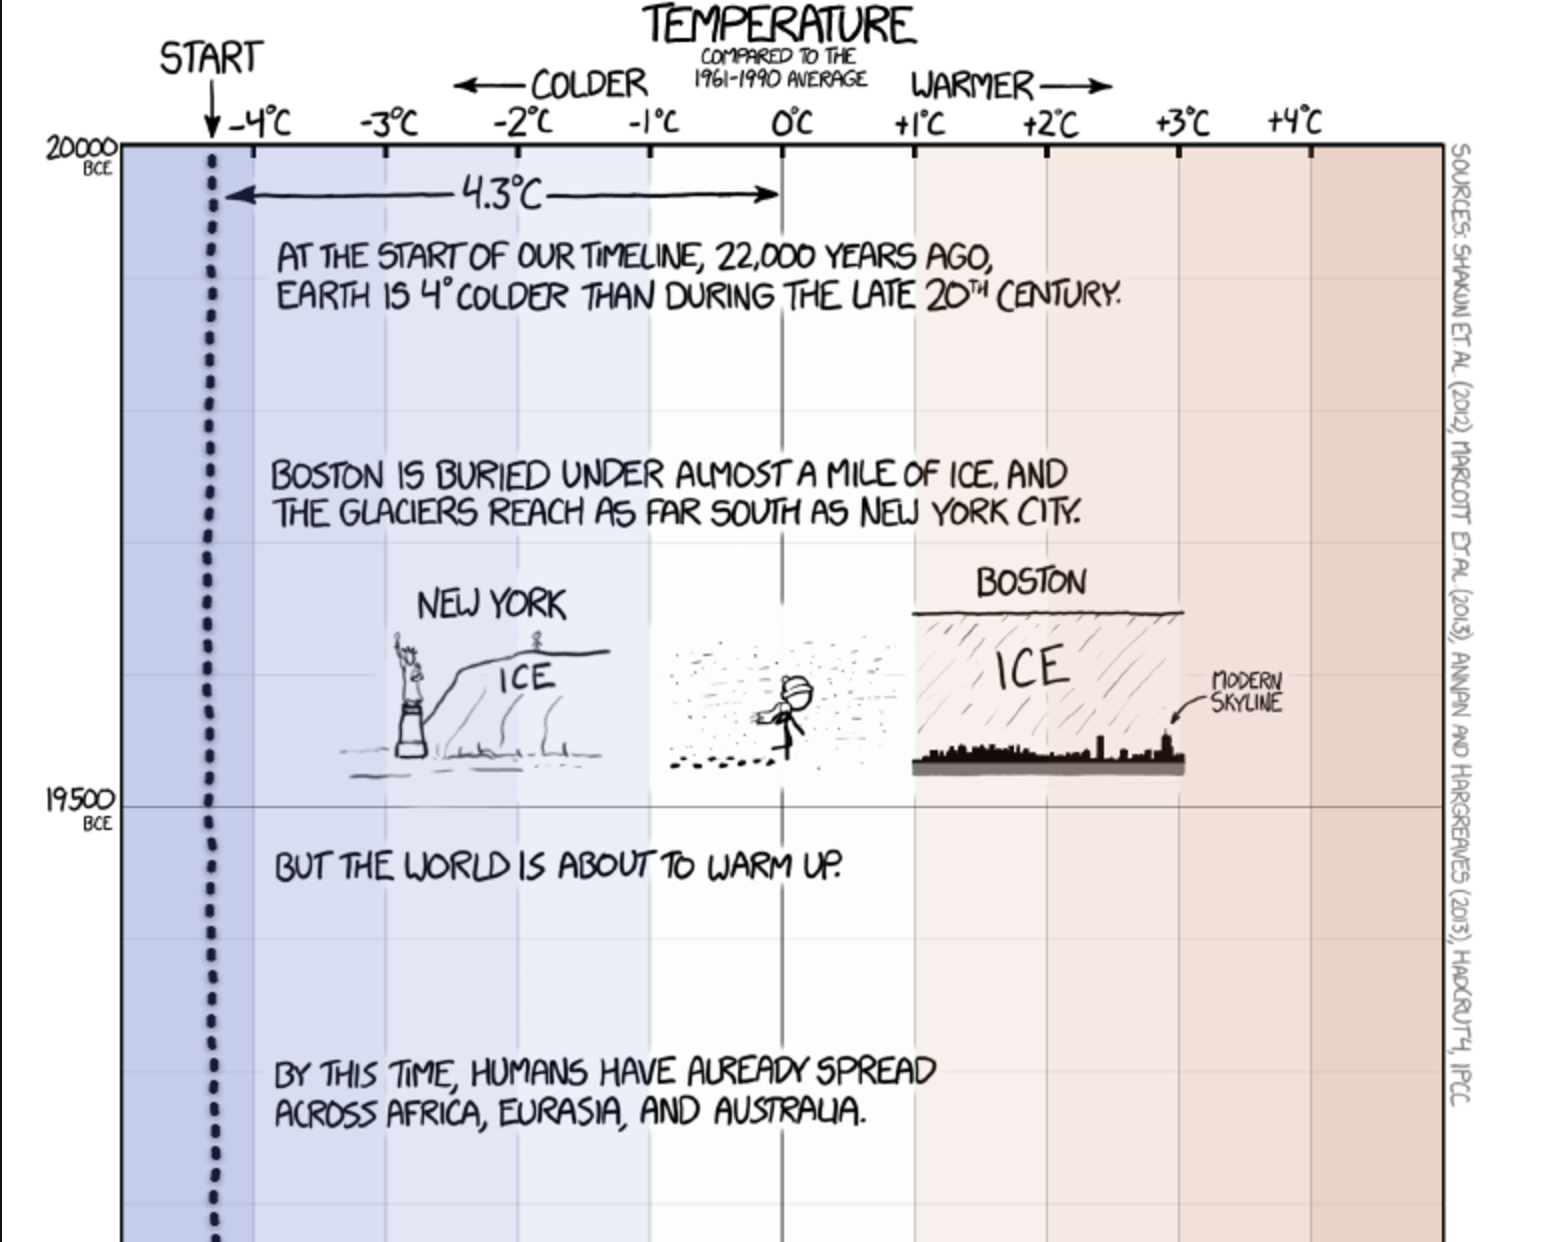 TEMPERATURE
COMPARED TO THE
1961-1990 AVERAGE
START
COLDER
WARMER
-4°C
-3°C
-2°C
-1°C
0°C
+1°C
+2°C
+3°C
+4°C
20000
BCE
4.3°C
AT THE START OF OUR TIMELINE, 22,000 YEARS AGO,
EARTH IS 4° COLDER THAN DURING THE LATE 20TH CENTURY.
BOSTON IS BURIED UNDER ALMOST A MILE OF ICE, AND
THE GLACIERS REACH AS FAR SOUTH AS NEW YORK CITY.
NEW YORK
ICE
BOSTON
ICE
MODERN
SKYLINE
19500
BCE
BUT THE WORLD IS ABOUT TO WARM UP.
BY THIS TIME, HUMANS HAVE ALREADY SPREAD
ACROSS AFRICA, EURASIA, AND AUSTRALIA.
SOURCES: SHAKUN ET. AL. (2012), MARCOTT ET. AL. (2013), ANNAN AND HARGREAVES (2013), HADCRUT4, IPCC